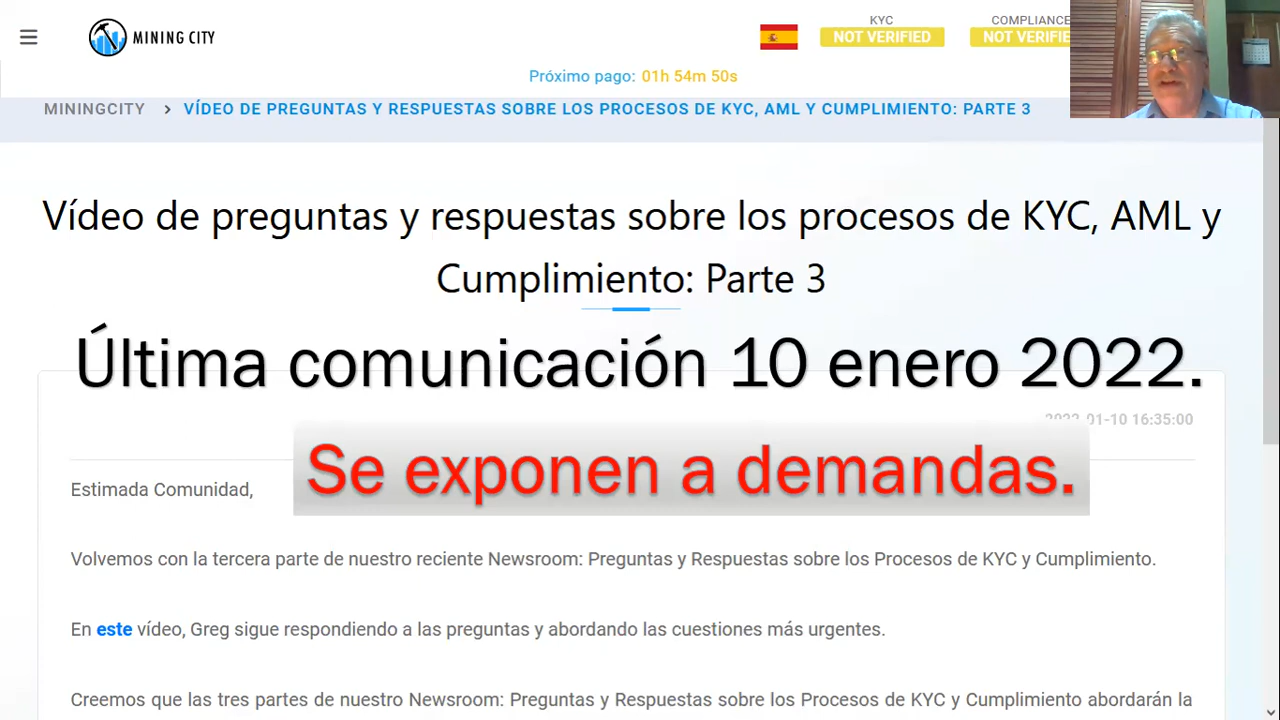 MINING CITY
KYC
NOT VERIFIED
COMPLIANCE
NOT VERIFIE
Próximo pago: 01h 54m 50s
MININGCITY > VÍDEO DE PREGUNTAS Y RESPUESTAS SOBRE LOS PROCESOS DE KYC, AML Y CUMPLIMIENTO: PARTE 3
Vídeo de preguntas y respuestas sobre los procesos de KYC, AML y
Cumplimiento: Parte 3
Última comunicación 10 enero 2022.
2022-01-10 16:35:00
Se exponen a demandas.
Estimada Comunidad,
Volvemos con la tercera parte de nuestro reciente Newsroom: Preguntas y Respuestas sobre los Procesos de KYC y Cumplimiento.
En este vídeo, Greg sigue respondiendo a las preguntas y abordando las cuestiones más urgentes.
Creemos que las tres partes de nuestro Newsroom: Preguntas y Respuestas sobre los Procesos de KYC y Cumplimiento abordarán la